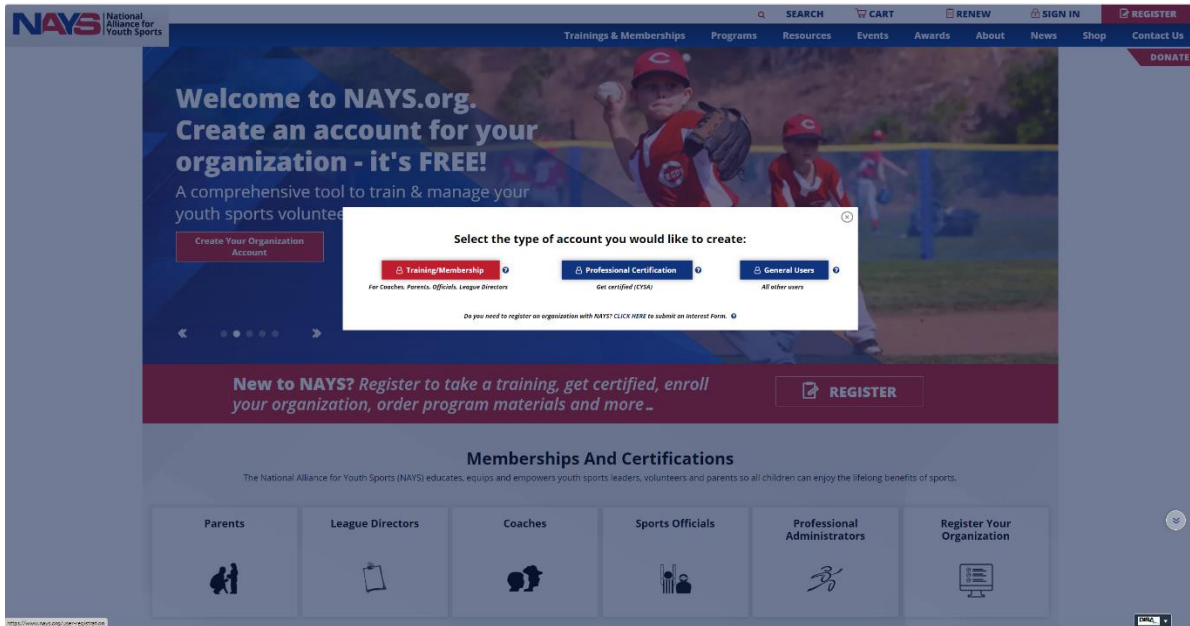 NAYS
National
Alliance for
Youth Sports
SEARCH CART RENEW SIGN IN REGISTER
Trainings & Memberships Programs Resources Events Awards About News Shop Contact Us
DONATE
Welcome to NAYS.org.
Create an account for your
organization - it's FREE!
A comprehensive tool to train & manage your
youth sports voluntee
Create Your Organization
Account
Select the type of account you would like to create:
Training/Membership ? Professional Certification ? General Users ?
For Coaches, Parents, Officials, League Directors Get certified (CYSA) All other users
Do you need to register an organization with NAYS? CLICK HERE to submit an Interest Form. ?
New to NAYS? Register to take a training, get certified, enroll
your organization, order program materials and more...
REGISTER
Memberships And Certifications
The National Alliance for Youth Sports (NAYS) educates, equips and empowers youth sports leaders, volunteers and parents so all children can enjoy the lifelong benefits of sports.
Parents League Directors Coaches Sports Officials Professional
Administrators Register Your
Organization
https://www.nays.org/user-registration